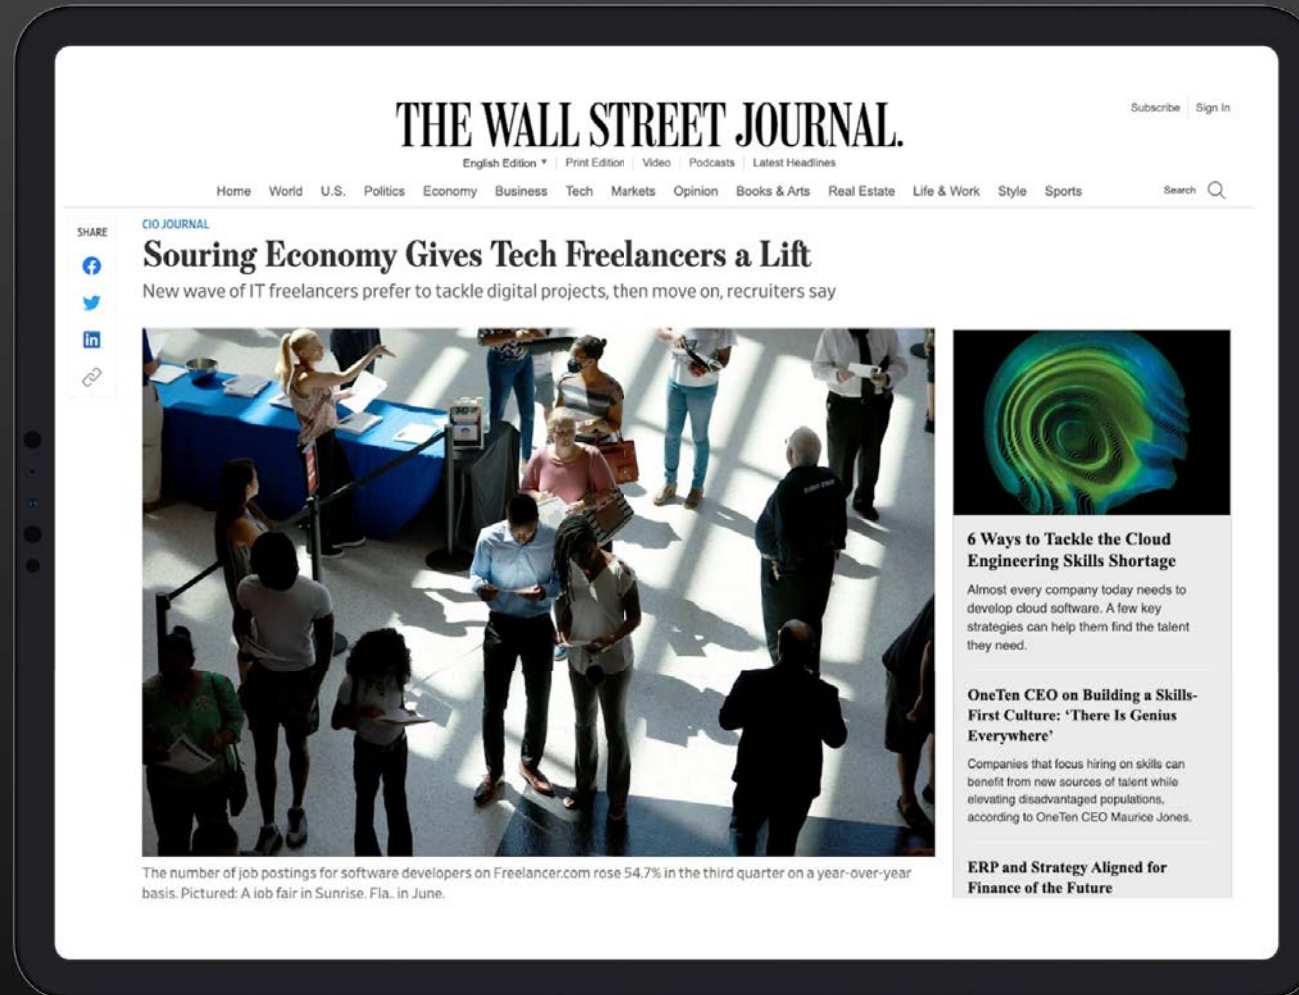 THE WALL STREET JOURNAL.
Subscribe Sign In
English Edition Print Edition Video Podcasts Latest Headlines
Home World U.S. Politics Economy Business Tech Markets Opinion Books & Arts Real Estate Life & Work Style Sports Search
SHARE
CIO JOURNAL
Souring Economy Gives Tech Freelancers a Lift
New wave of IT freelancers prefer to tackle digital projects, then move on, recruiters say
EVENT STAFF
The number of job postings for software developers on Freelancer.com rose 54.7% in the third quarter on a year-over-year
basis. Pictured: A job fair in Sunrise, Fla., in June.
6 Ways to Tackle the Cloud
Engineering Skills Shortage
Almost every company today needs to
develop cloud software. A few key
strategies can help them find the talent
they need.
OneTen CEO on Building a Skills-
First Culture: ‘There Is Genius
Everywhere’
Companies that focus hiring on skills can
benefit from new sources of talent while
elevating disadvantaged populations,
according to OneTen CEO Maurice Jones.
ERP and Strategy Aligned for
Finance of the Future